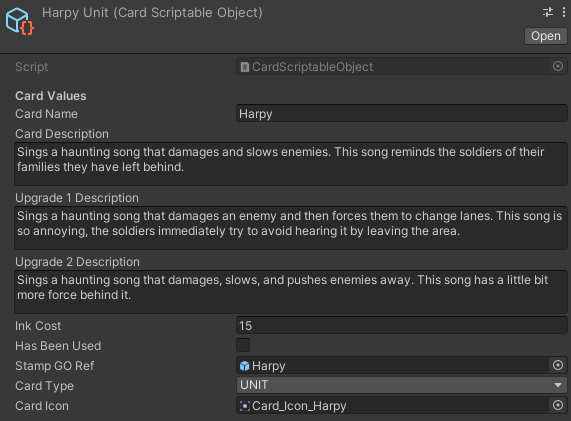 Harpy Unit (Card Scriptable Object)
Open
Script
CardScriptableObject
Card Values
Card Name
Harpy
Card Description
Sings a haunting song that damages and slows enemies. This song reminds the soldiers of their
families they have left behind.
Upgrade 1 Description
Sings a haunting song that damages an enemy and then forces them to change lanes. This song is
so annoying, the soldiers immediately try to avoid hearing it by leaving the area.
Upgrade 2 Description
Sings a haunting song that damages, slows, and pushes enemies away. This song has a little bit
more force behind it.
Ink Cost
15
Has Been Used
Stamp GO Ref
Harpy
Card Type
UNIT
Card Icon
Card_Icon_Harpy